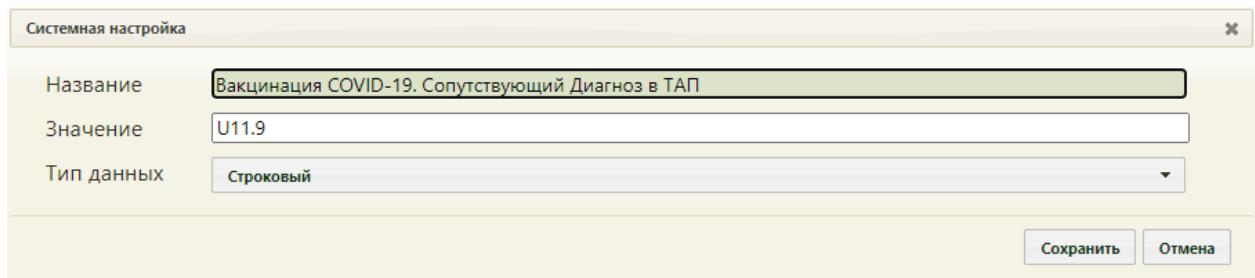 Системная настройка
Название Вакцинация COVID-19. Сопутствующий Диагноз в ТАП
Значение U11.9
Тип данных Строковый
Сохранить Отмена